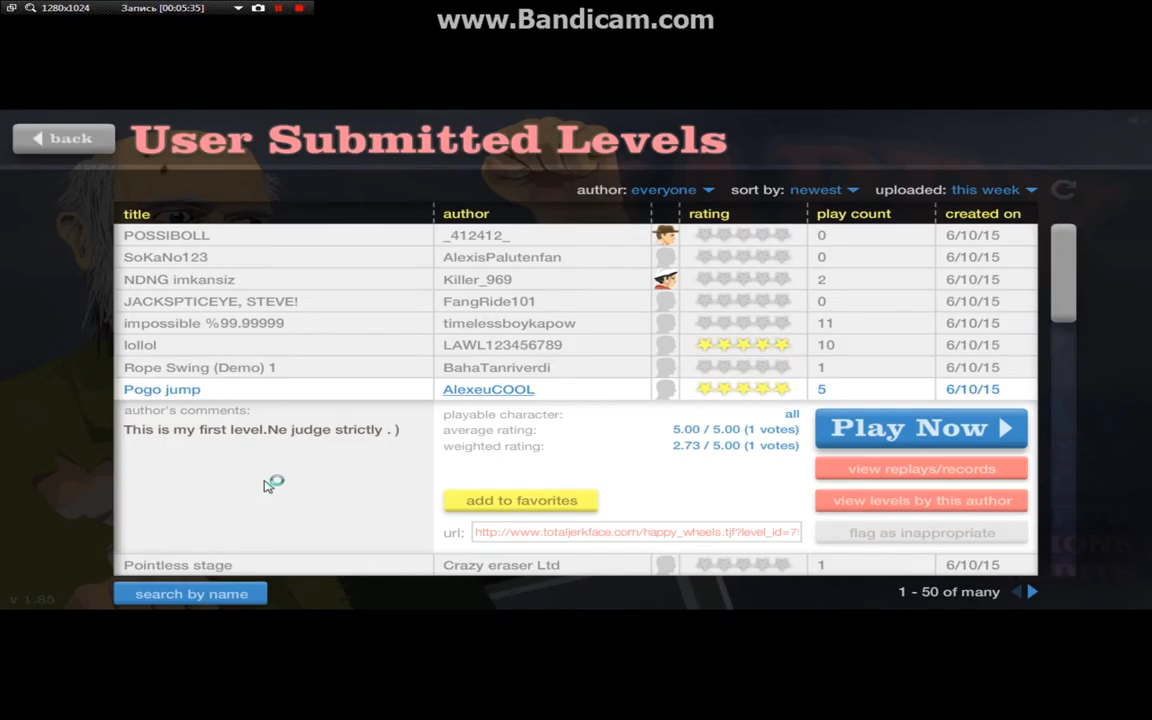 1280x1024 Запись [00:05:35]
www.Bandicam.com
back
User Submitted Levels
author: everyone sort by: newest uploaded: this week
title author rating play count created on
POSSIBOLL _412412_ 0 6/10/15
SoKaNo123 AlexisPalutenfan 0 6/10/15
NDNG imkansiz Killer_969 2 6/10/15
JACKSPTICEYE, STEVE! FangRide101 0 6/10/15
impossible %99.99999 timelessboykapow 11 6/10/15
lollol LAWL123456789 10 6/10/15
Rope Swing (Demo) 1 BahaTanriverdi 1 6/10/15
Pogo jump AlexeuCOOL 5 6/10/15
author's comments:
This is my first level.Ne judge strictly . )
playable character: all
average rating: 5.00 / 5.00 (1 votes)
weighted rating: 2.73 / 5.00 (1 votes)
Play Now
view replays/records
add to favorites
view levels by this author
url: http://www.totaljerkface.com/happy_wheels.tjf?level_id=7
flag as inappropriate
Pointless stage Crazy eraser Ltd 1 6/10/15
v 1.85
search by name
1 - 50 of many